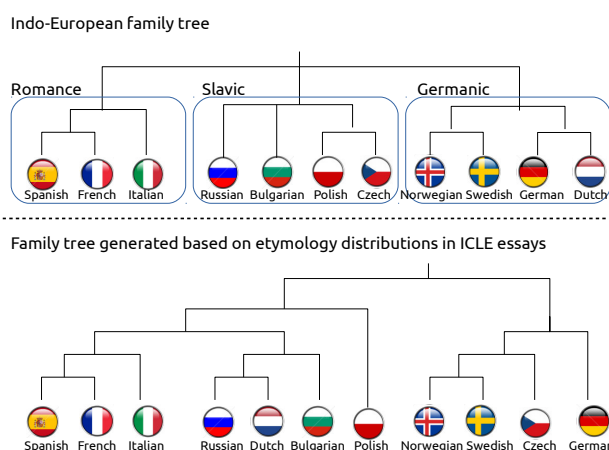 Indo-European family tree
Romance Slavic Germanic
Spanish French Italian Russian Bulgarian Polish Czech Norwegian Swedish German Dutch
Family tree generated based on etymology distributions in ICLE essays
Spanish French Italian Russian Dutch Bulgarian Polish Norwegian Swedish Czech German